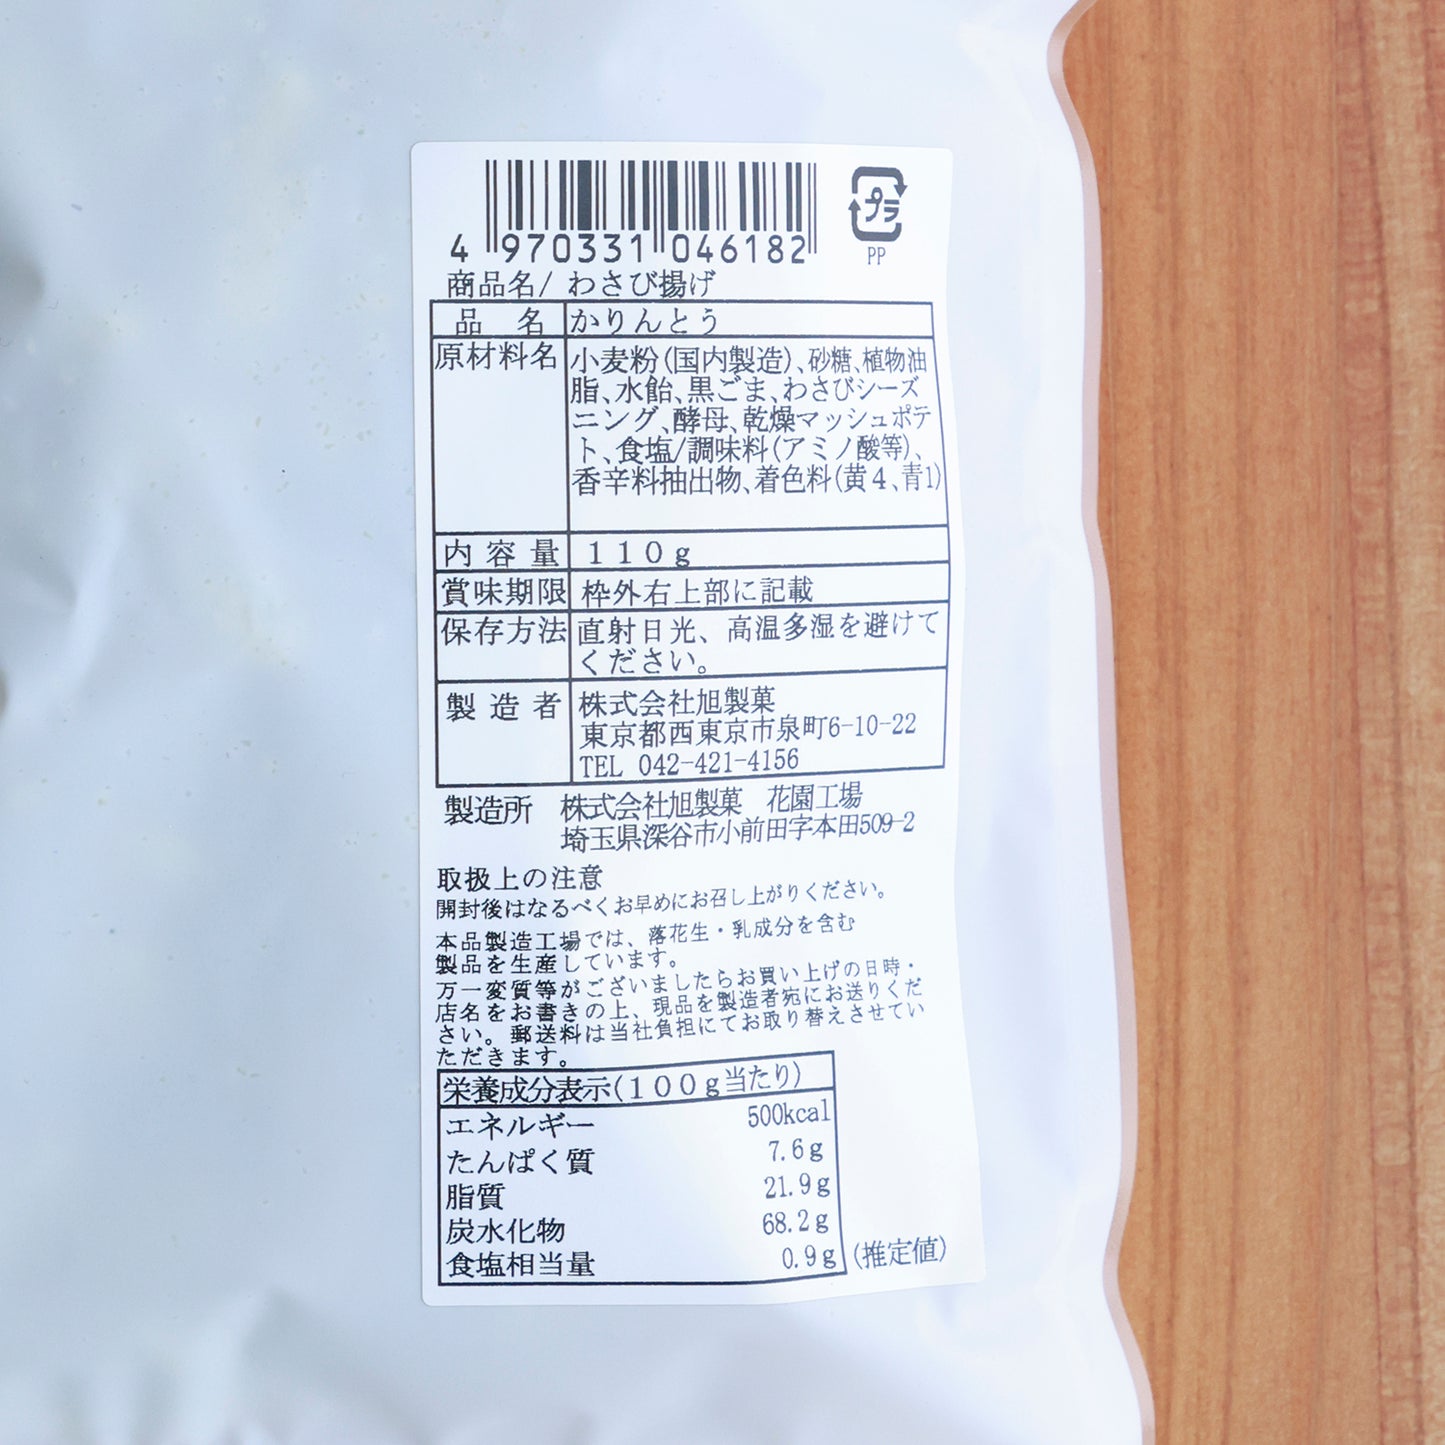 4 970331 046182
プラ
PP
商品名/ わさび揚げ
品 名 かりんとう
原材料名 小麦粉(国内製造)、砂糖、植物油
脂、水飴、黒ごま、わさびシーズ
ニング、酵母、乾燥マッシュポテ
ト、食塩/調味料(アミノ酸等)、
香辛料抽出物、着色料(黄4、青1)
内容量 110g
賞味期限 枠外右上部に記載
保存方法 直射日光、高温多湿を避けて
ください。
製造者 株式会社旭製菓
東京都西東京市泉町6-10-22
TEL 042-421-4156
製造所 株式会社旭製菓 花園工場
埼玉県深谷市小前田字本田509-2
取扱上の注意
開封後はなるべくお早めにお召し上がりください。
本品製造工場では、落花生・乳成分を含む
製品を生産しています。
万一変質等がございましたらお買い上げの日時・
店名をお書きの上、現品を製造者宛にお送りくだ
さい。郵送料は当社負担にてお取り替えさせてい
ただきます。
栄養成分表示(100g当たり)
エネルギー 500kcal
たんぱく質 7.6g
脂質 21.9g
炭水化物 68.2g
食塩相当量 0.9g (推定値)